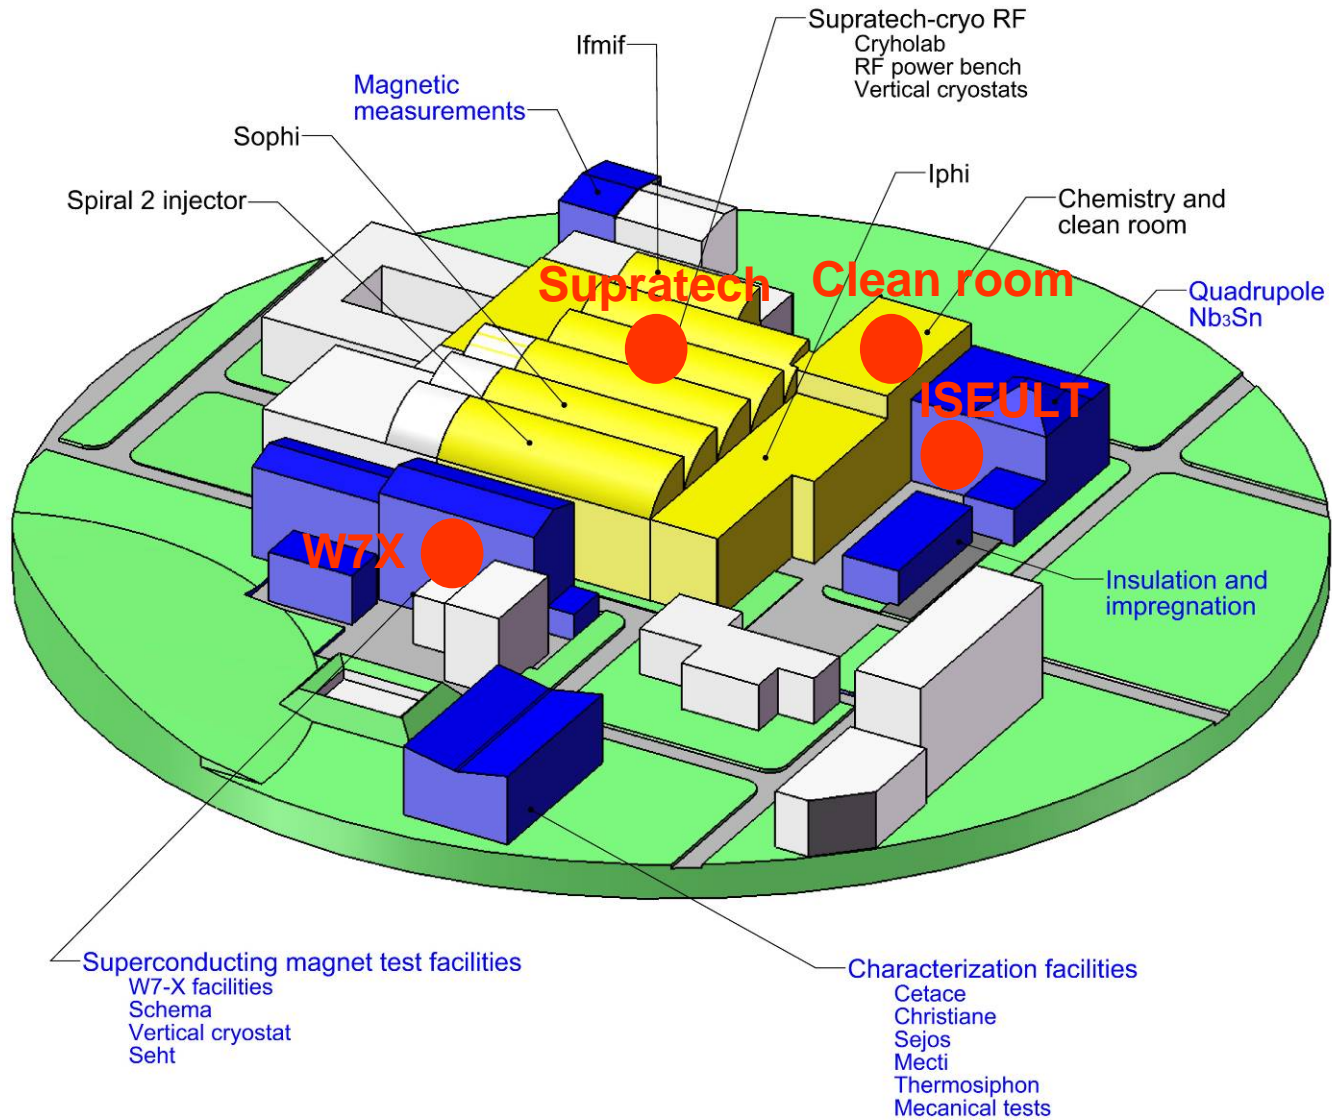 Supratech-cryo RF
Cryholab
RF power bench
Vertical cryostats
Ifmif
Magnetic
measurements
Sophi
Spiral 2 injector
Iphi
Chemistry and
clean room
Supratech
Clean room
Quadrupole
Nb₃Sn
ISEULT
W7X
Insulation and
impregnation
Superconducting magnet test facilities
W7-X facilities
Schema
Vertical cryostat
Seht
Characterization facilities
Cetace
Christiane
Sejos
Mecti
Thermosiphon
Mecanical tests